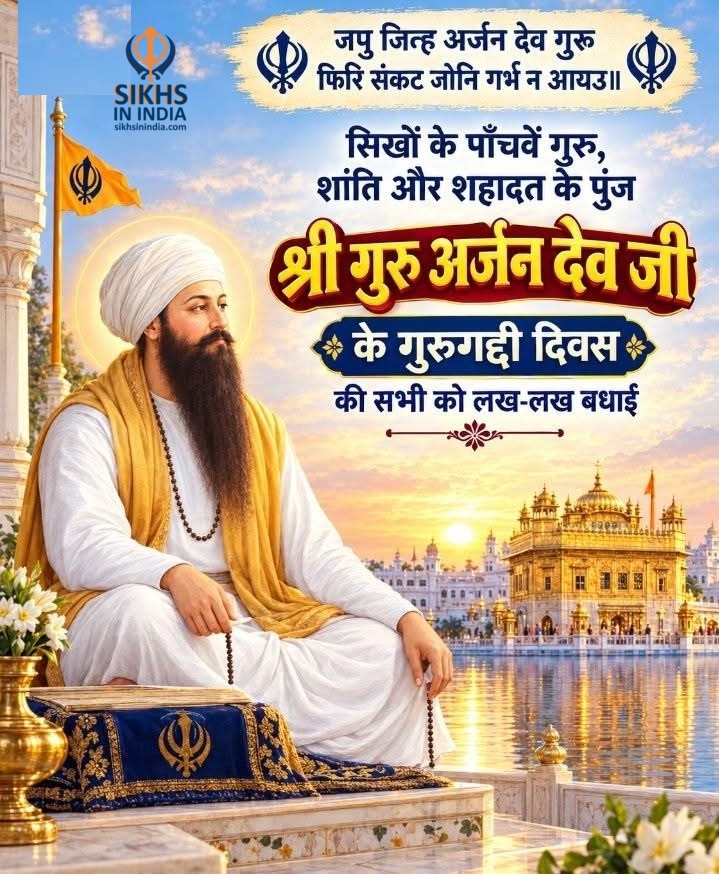 SIKHS
IN INDIA
sikhsinindia.com
जपु जिन्ह अर्जन देव गुरू
फिरि संकट जोनि गर्भ न आयउ॥
सिखों के पाँचवें गुरु,
शांति और शहादत के पुंज
श्री गुरु अर्जन देव जी
के गुरुगद्दी दिवस
की सभी को लख-लख बधाई